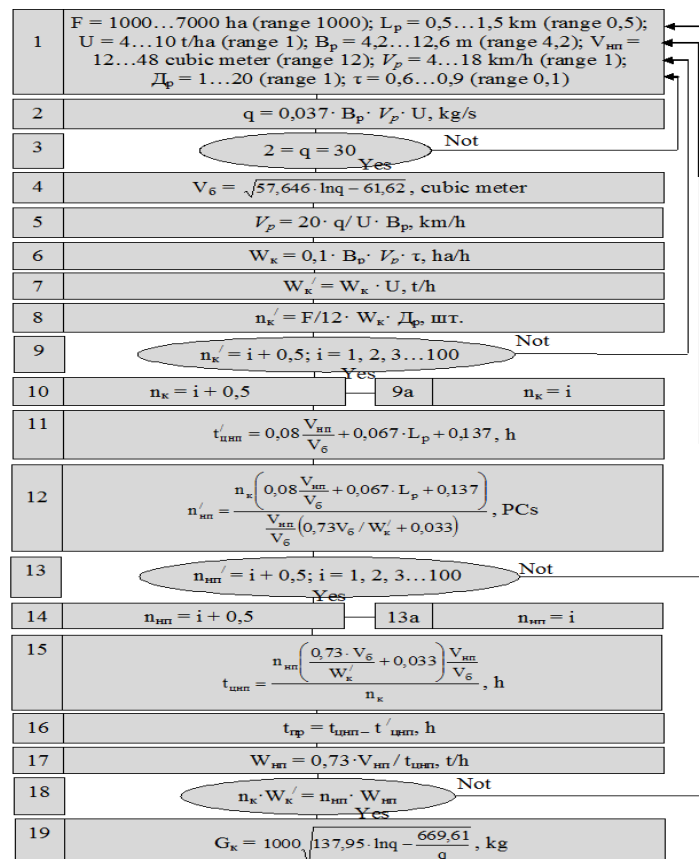 1 F = 1000…7000 ha (range 1000); Lр = 0,5…1,5 km (range 0,5);
U = 4…10 t/ha (range 1); Bр = 4,2…12,6 m (range 4,2); Vнп =
12…48 cubic meter (range 12); Vр = 4…18 km/h (range 1);
Др = 1…20 (range 1); τ = 0,6…0,9 (range 0,1)
2 q = 0,037· Bр· Vр· U, kg/s
3 2 = q = 30 Not
Yes
4 Vб = √57,646·lnq − 61,62 , cubic meter
5 Vр = 20· q/ U· Bр, km/h
6 Wк = 0,1· Bр· Vр· τ, ha/h
7 Wк′ = Wк · U, t/h
8 nк′ = F/12· Wк· Др, шт.
9 nк′ = i + 0,5; i = 1, 2, 3…100 Not
Yes
10 nк = i + 0,5 9a nк = i
11 t′цнп = 0,08 Vнп/Vб + 0,067·Lр + 0,137, h
12 n′нп = nк(0,08 Vнп/Vб + 0,067·Lр + 0,137) / Vнп/Vб (0,73Vб / Wк′ + 0,033) , PCs
13 nнп′ = i + 0,5; i = 1, 2, 3…100 Not
Yes
14 nнп = i + 0,5 13a nнп = i
15 tцнп = nнп(0,73·Vб/Wк′ + 0,033) Vнп/Vб / nк , h
16 tпр = tцнп – t′цнп, h
17 Wнп = 0,73·Vнп / tцнп, t/h
18 nк·Wк′ = nнп· Wнп Not
Yes
19 Gк = 1000√137,95·lnq − 669,61/q , kg